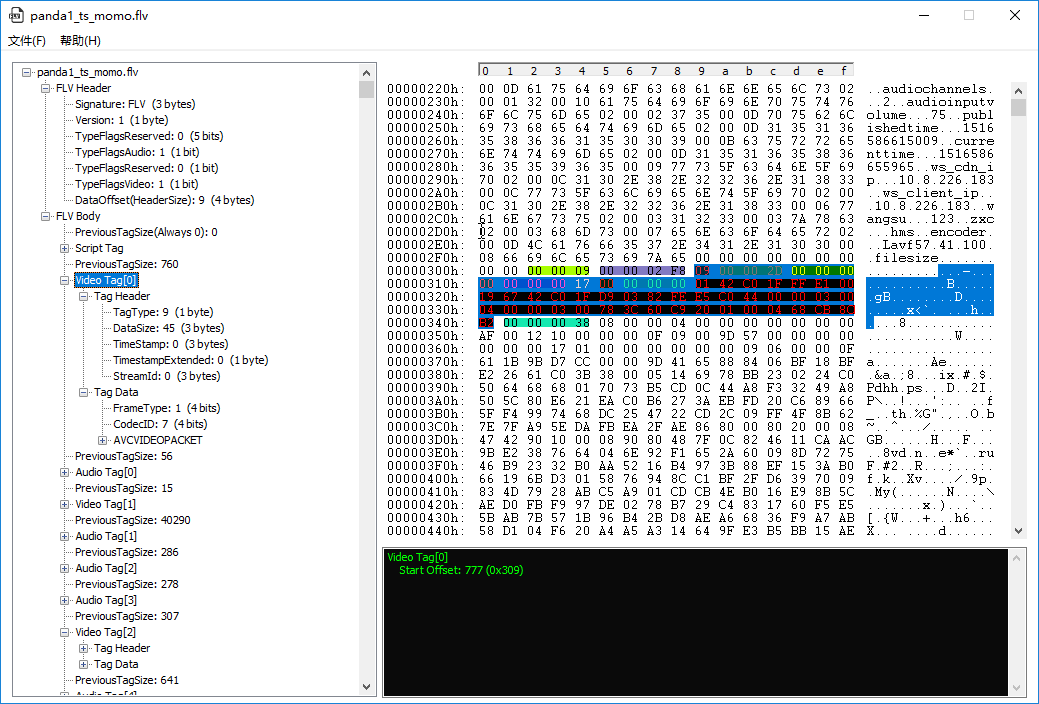 panda1_ts_momo.flv
文件(F) 帮助(H)
panda1_ts_momo.flv
FLV Header
Signature: FLV (3 bytes)
Version: 1 (1 byte)
TypeFlagsReserved: 0 (5 bits)
TypeFlagsAudio: 1 (1 bit)
TypeFlagsReserved: 0 (1 bit)
TypeFlagsVideo: 1 (1 bit)
DataOffset(HeaderSize): 9 (4 bytes)
FLV Body
PreviousTagSize(Always 0): 0
Script Tag
PreviousTagSize: 760
Video Tag[0]
Tag Header
TagType: 9 (1 byte)
DataSize: 45 (3 bytes)
TimeStamp: 0 (3 bytes)
TimestampExtended: 0 (1 byte)
StreamId: 0 (3 bytes)
Tag Data
FrameType: 1 (4 bits)
CodecID: 7 (4 bits)
AVCVIDEOPACKET
PreviousTagSize: 56
Audio Tag[0]
PreviousTagSize: 15
Video Tag[1]
PreviousTagSize: 40290
Audio Tag[1]
PreviousTagSize: 286
Audio Tag[2]
PreviousTagSize: 278
Audio Tag[3]
PreviousTagSize: 307
Video Tag[2]
Tag Header
Tag Data
PreviousTagSize: 641
Audio Tag[4]
0 1 2 3 4 5 6 7 8 9 a b c d e f
00000220h: 00 0D 61 75 64 69 6F 63 68 61 6E 6E 65 6C 73 02 ..audiochannels.
00000230h: 00 01 32 00 10 61 75 64 69 6F 69 6E 70 75 74 76 ..2..audioinputv
00000240h: 6F 6C 75 6D 65 02 00 02 37 35 00 0D 70 75 62 6C olume...75..publ
00000250h: 69 73 68 65 64 74 69 6D 65 02 00 0D 31 35 31 36 ishedtime...1516
00000260h: 35 38 36 36 31 35 30 30 39 00 0B 63 75 72 72 65 586615009..curre
00000270h: 6E 74 74 69 6D 65 02 00 0D 31 35 31 36 35 38 36 nttime...1516586
00000280h: 36 35 35 39 36 35 00 09 77 73 5F 63 64 6E 5F 69 655965..ws_cdn_i
00000290h: 70 02 00 0C 31 30 2E 38 2E 32 32 36 2E 31 38 33 p...10.8.226.183
000002A0h: 00 0C 77 73 5F 63 6C 69 65 6E 74 5F 69 70 02 00 ..ws_client_ip..
000002B0h: 0C 31 30 2E 38 2E 32 32 36 2E 31 38 33 00 06 77 .10.8.226.183..w
000002C0h: 61 6E 67 73 75 02 00 03 31 32 33 00 03 7A 78 63 angsu...123..zxc
000002D0h: 02 00 03 68 6D 73 00 07 65 6E 63 6F 64 65 72 02 ...hms..encoder.
000002E0h: 00 0D 4C 61 76 66 35 37 2E 34 31 2E 31 30 30 00 ..Lavf57.41.100.
000002F0h: 08 66 69 6C 65 73 69 7A 65 .filesize
00000300h: 00 00 00 00 09 00 00 02 F8 09 00 00 2D 00 00 00
00000310h: 00 00 00 00 17 00 00 00 00 01 42 C0 1F FF E1 00
00000320h: 19 67 42 C0 1F D9 03 82 FE E5 C0 44 00 00 03 00
00000330h: 04 00 00 03 00 78 3C 60 C9 20 01 00 04 68 CB 8C
00000340h: B2 00 00 00 38 08 00 00 04 00 00 00 00 00 00 00
00000350h: AF 00 12 10 00 00 00 0F 09 00 9D 57 00 00 00 00
00000360h: 00 00 00 17 01 00 00 00 00 00 00 09 06 00 00 0F
00000370h: 61 1B 9B D7 CC 00 00 9D 41 65 88 84 06 BF 18 BF
00000380h: E2 26 61 C0 3B 38 00 05 14 69 78 BB 23 02 24 C0
00000390h: 50 64 68 68 01 70 73 B5 CD 0C 44 A8 F3 32 49 A8
000003A0h: 50 5C 80 E6 21 EA C0 B6 27 3A EB FD 20 C6 89 66
000003B0h: 5F F4 99 74 68 DC 25 47 22 CD 2C 09 FF 4F 8B 62
000003C0h: 7E 7F A9 5E DA FB EA 2F AE 86 80 00 80 20 00 08
000003D0h: 47 42 90 10 00 08 90 80 48 7F 0C 82 46 11 CA AC
000003E0h: 9B E2 38 76 64 04 6E 92 F1 65 2A 60 09 8D 72 75
000003F0h: 46 B9 23 32 B0 AA 52 16 B4 97 3B 88 EF 15 3A B0
00000400h: 66 19 6B D3 01 58 76 94 8C C1 BF 2F D6 39 70 09
00000410h: 83 4D 79 28 AB C5 A9 01 CD CB 4E B0 16 E9 8B 5C
00000420h: AE D0 FB F9 97 DE 02 78 B7 29 C4 83 17 60 F5 E5
00000430h: 5B AB 7B 57 1B 96 B4 2B D8 AE A6 68 36 F9 A7 AB
00000440h: 58 D1 04 F6 20 A4 A5 A3 14 64 9F E3 B5 BB 15 AE
Video Tag[0]
Start Offset: 777 (0x309)